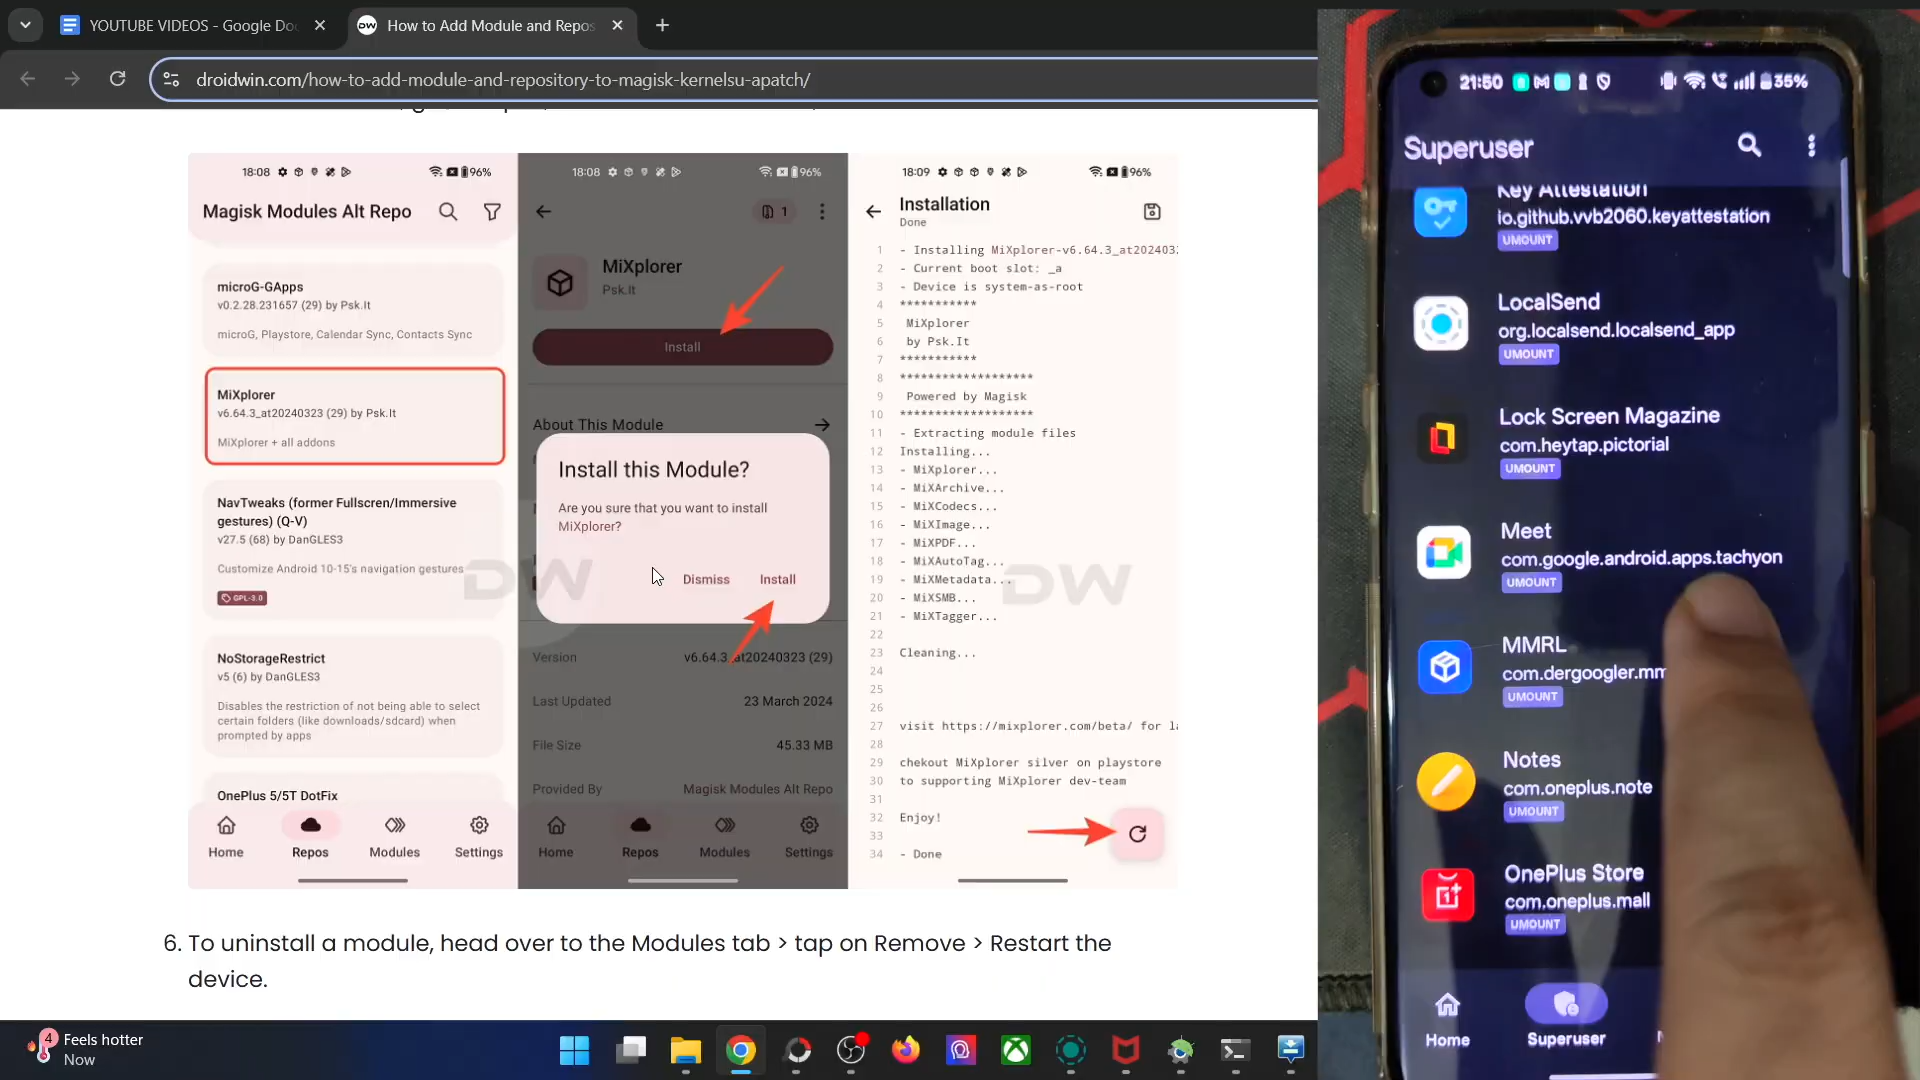 YOUTUBE VIDEOS - Google Do
How to Add Module and Repos
droidwin.com/how-to-add-module-and-repository-to-magisk-kernelsu-apatch/
18:08
96%
Magisk Modules Alt Repo
microG-GApps
v0.2.28.231657 (29) by Psk.It
microG, Playstore, Calendar Sync, Contacts Sync
MiXplorer
v6.64.3_at20240323 (29) by Psk.It
MiXplorer + all addons
NavTweaks (former Fullscren/Immersive
gestures) (Q-V)
v27.5 (68) by DanGLES3
Customize Android 10-15's navigation gestures
GPL-3.0
NoStorageRestrict
v5 (6) by DanGLES3
Disables the restriction of not being able to select
certain folders (like downloads/sdcard) when
prompted by apps
OnePlus 5/5T DotFix
Home
Repos
Modules
Settings
18:08
96%
1
MiXplorer
Psk.It
Install
About This Module
Install this Module?
Are you sure that you want to install
MiXplorer?
Dismiss
Install
DW
Version
v6.64.3_at20240323 (29)
Last Updated
23 March 2024
File Size
45.33 MB
Provided By
Magisk Modules Alt Repo
Home
Repos
Modules
Settings
18:09
96%
Installation
Done
1 - Installing MiXplorer-v6.64.3_at2024032
2 - Current boot slot: _a
3 - Device is system-as-root
4 ***********
5 MiXplorer
6 by Psk.It
7 ***********
8 *******************
9 Powered by Magisk
10 *******************
11 - Extracting module files
12 Installing...
13 - MiXplorer...
14 - MiXArchive...
15 - MiXCodecs...
16 - MiXImage...
17 - MiXPDF...
18 - MiXAutoTag...
19 - MiXMetadata...
20 - MiXSMB...
21 - MiXTagger...
22
23 Cleaning...
24
25
26
27 visit https://mixplorer.com/beta/ for la
28
29 chekout MiXplorer silver on playstore
30 to supporting MiXplorer dev-team
31
32 Enjoy!
33
34 - Done
DW
6. To uninstall a module, head over to the Modules tab > tap on Remove > Restart the
device.
4
Feels hotter
Now
21:50
35%
Superuser
Key Attestation
io.github.vvb2060.keyattestation
UMOUNT
LocalSend
org.localsend.localsend_app
UMOUNT
Lock Screen Magazine
com.heytap.pictorial
UMOUNT
Meet
com.google.android.apps.tachyon
UMOUNT
MMRL
com.dergoogler.mm
UMOUNT
Notes
com.oneplus.note
UMOUNT
OnePlus Store
com.oneplus.mall
UMOUNT
Home
Superuser